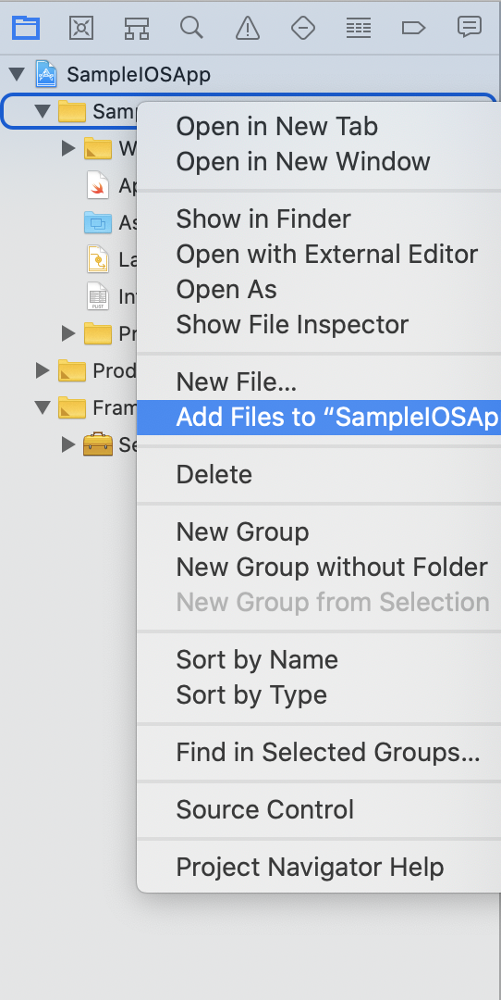 SampleIOSApp
Sam
W
Ap
As
La
In
Pr
Prod
Fram
Se
Open in New Tab
Open in New Window
Show in Finder
Open with External Editor
Open As
Show File Inspector
New File...
Add Files to “SampleIOSAp
Delete
New Group
New Group without Folder
New Group from Selection
Sort by Name
Sort by Type
Find in Selected Groups...
Source Control
Project Navigator Help